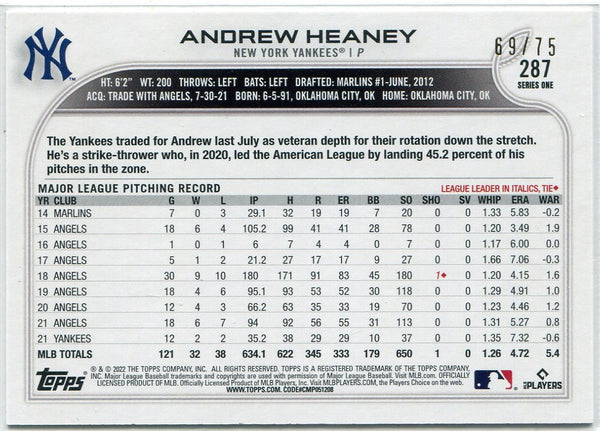 NY
ANDREW HEANEY
NEW YORK YANKEES® | P
69/75
287
SERIES ONE
HT: 6'2" WT: 200 THROWS: LEFT BATS: LEFT DRAFTED: MARLINS #1-JUNE, 2012
ACQ: TRADE WITH ANGELS, 7-30-21 BORN: 6-5-91, OKLAHOMA CITY, OK HOME: OKLAHOMA CITY, OK
The Yankees traded for Andrew last July as veteran depth for their rotation down the stretch.
He's a strike-thrower who, in 2020, led the American League by landing 45.2 percent of his
pitches in the zone.
MAJOR LEAGUE PITCHING RECORD LEAGUE LEADER IN ITALICS, TIE♦
YR CLUB G W L IP H R ER BB SO SHO SV WHIP ERA WAR
14 MARLINS 7 0 3 29.1 32 19 19 7 20 0 0 1.33 5.83 -0.2
15 ANGELS 18 6 4 105.2 99 41 41 28 78 0 0 1.20 3.49 1.9
16 ANGELS 1 0 1 6 7 4 4 0 7 0 0 1.17 6.00 0.0
17 ANGELS 5 1 2 21.2 27 17 17 9 27 0 0 1.66 7.06 -0.3
18 ANGELS 30 9 10 180 171 91 83 45 180 1♦ 0 1.20 4.15 1.6
19 ANGELS 18 4 6 95.1 93 53 52 30 118 0 0 1.29 4.91 1.0
20 ANGELS 12 4 3 66.2 63 35 33 19 70 0 0 1.23 4.46 1.2
21 ANGELS 18 6 7 94 92 56 55 31 113 0 0 1.31 5.27 0.8
21 YANKEES 12 2 2 35.2 38 29 29 10 37 0 0 1.35 7.32 -0.6
MLB TOTALS 121 32 38 634.1 622 345 333 179 650 1 0 1.26 4.72 5.4
Topps
® & © 2022 THE TOPPS COMPANY, INC. ALL RIGHTS RESERVED. TOPPS IS A REGISTERED TRADEMARK OF THE TOPPS COMPANY,
INC. Major League Baseball trademarks and copyrights are used with permission of Major League Baseball. Visit MLB.com. OFFICIALLY
LICENSED PRODUCT OF MLB. Officially Licensed Product of MLB Players, Inc. Visit MLBPLAYERS.COM, the Players Choice on the web.
WWW.TOPPS.COM CODE#CMP051208
MLB PLAYERS